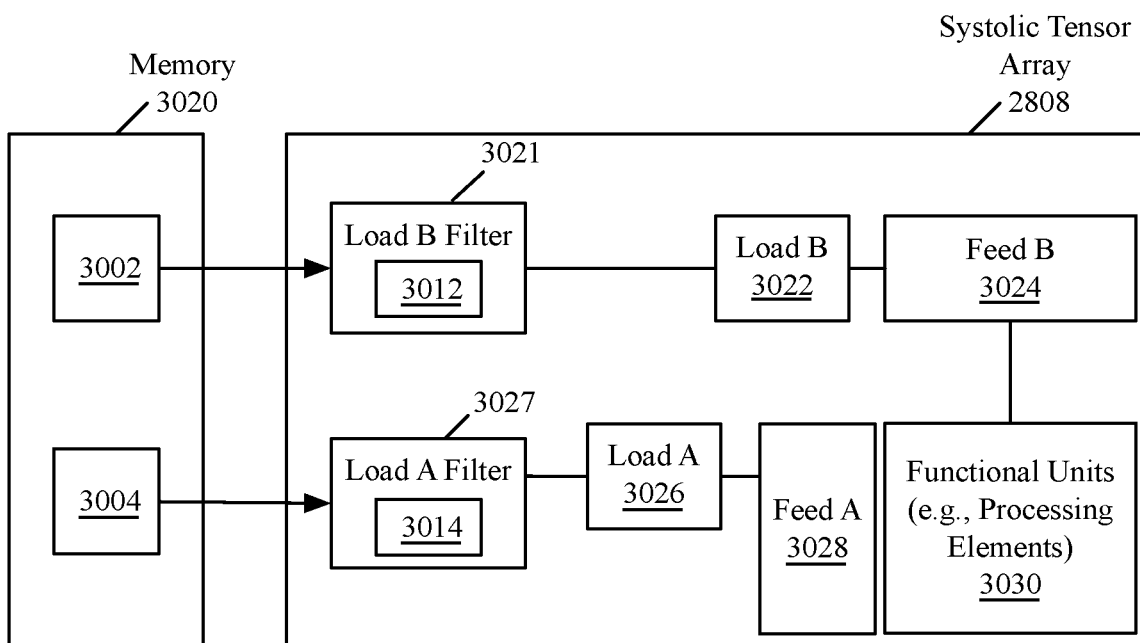 Systolic Tensor
Array
2808
Memory
3020
3021
Load B Filter
3012
3002
Load B
3022
Feed B
3024
3027
Load A Filter
3014
3004
Load A
3026
Feed A
3028
Functional Units
(e.g., Processing
Elements)
3030